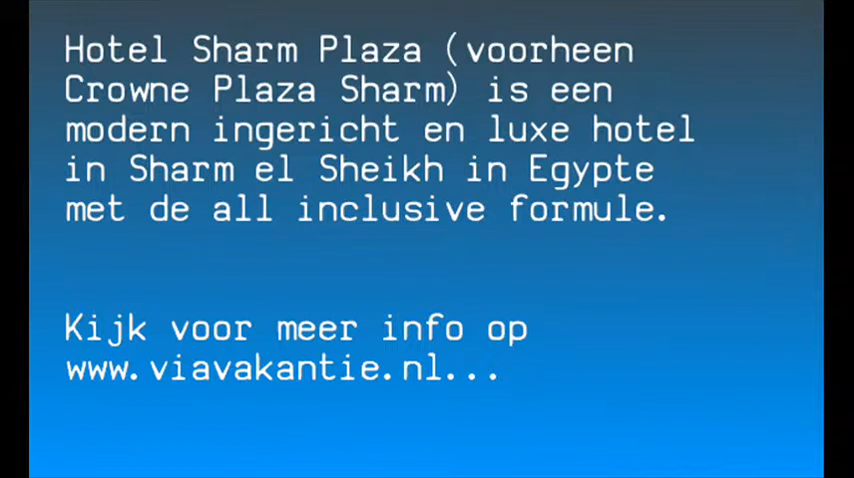 Hotel Sharm Plaza (voorheen
Crowne Plaza Sharm) is een
modern ingericht en luxe hotel
in Sharm el Sheikh in Egypte
met de all inclusive formule.
Kijk voor meer info op
www.viavakantie.nl...